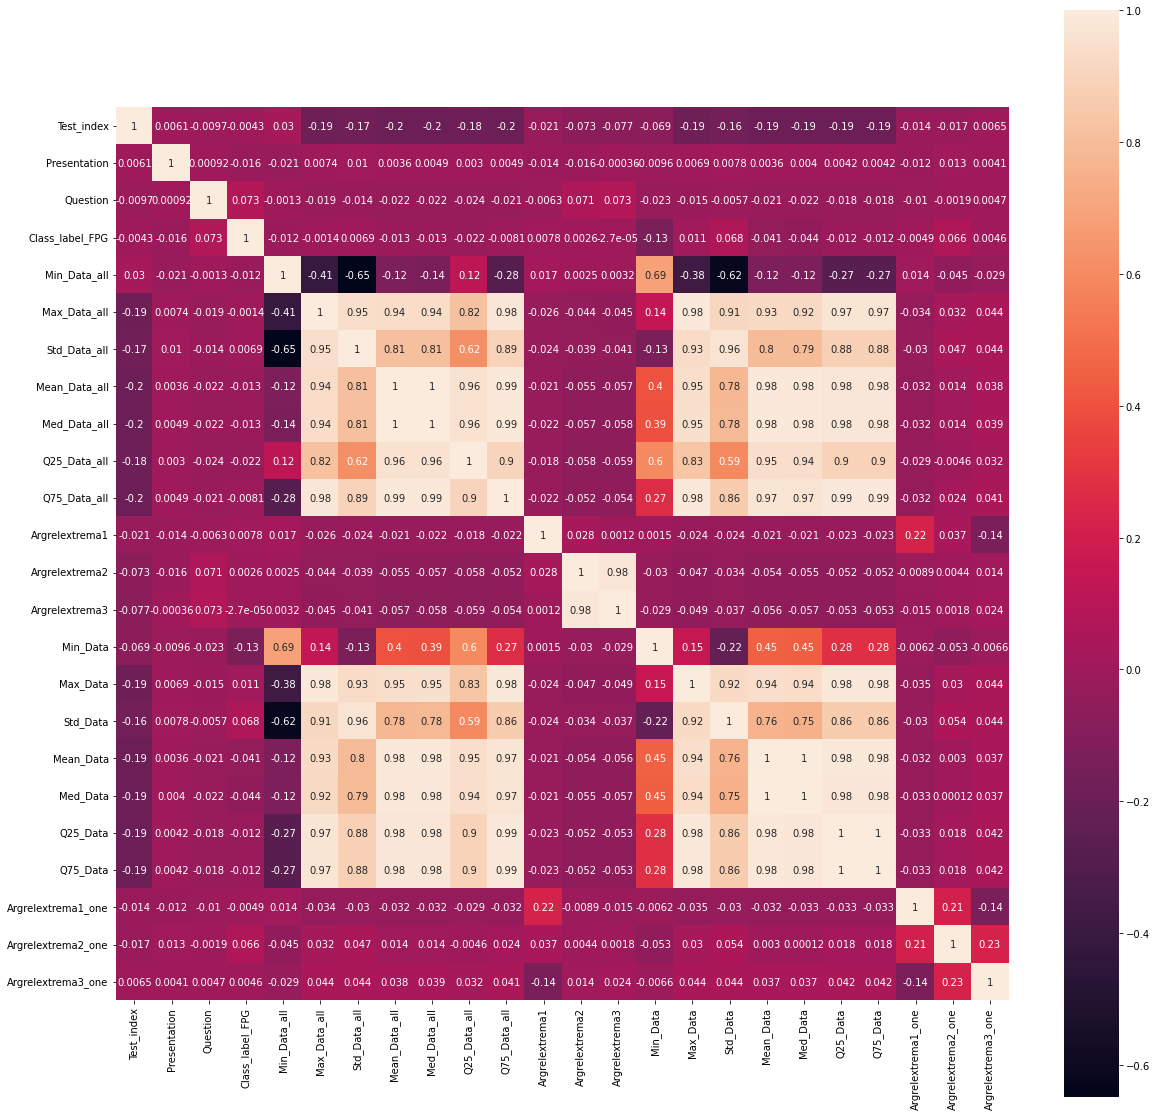 Test_index 1 0.0061 -0.0097 -0.0043 0.03 -0.19 -0.17 -0.2 -0.2 -0.18 -0.2 -0.021 -0.073 -0.077 -0.069 -0.19 -0.16 -0.19 -0.19 -0.19 -0.19 -0.014 -0.017 0.0065
Presentation 0.0061 1 0.00092 -0.016 -0.021 0.0074 0.01 0.0036 0.0049 0.003 0.0049 -0.014 -0.016 -0.00036 -0.0096 0.0069 0.0078 0.0036 0.004 0.0042 0.0042 -0.012 0.013 0.0041
Question -0.0097 0.00092 1 0.073 -0.0013 -0.019 -0.014 -0.022 -0.022 -0.024 -0.021 -0.0063 0.071 0.073 -0.023 -0.015 -0.0057 -0.021 -0.022 -0.018 -0.018 -0.01 -0.0019 0.0047
Class_label_FPG -0.0043 -0.016 0.073 1 -0.012 -0.0014 0.0069 -0.013 -0.013 -0.022 -0.0081 0.0078 0.0026 -2.7e-05 -0.13 0.011 0.068 -0.041 -0.044 -0.012 -0.012 -0.0049 0.066 0.0046
Min_Data_all 0.03 -0.021 -0.0013 -0.012 1 -0.41 -0.65 -0.12 -0.14 0.12 -0.28 0.017 0.0025 0.0032 0.69 -0.38 -0.62 -0.12 -0.12 -0.27 -0.27 0.014 -0.045 -0.029
Max_Data_all -0.19 0.0074 -0.019 -0.0014 -0.41 1 0.95 0.94 0.94 0.82 0.98 -0.026 -0.044 -0.045 0.14 0.98 0.91 0.93 0.92 0.97 0.97 -0.034 0.032 0.044
Std_Data_all -0.17 0.01 -0.014 0.0069 -0.65 0.95 1 0.81 0.81 0.62 0.89 -0.024 -0.039 -0.041 -0.13 0.93 0.96 0.8 0.79 0.88 0.88 -0.03 0.047 0.044
Mean_Data_all -0.2 0.0036 -0.022 -0.013 -0.12 0.94 0.81 1 1 0.96 0.99 -0.021 -0.055 -0.057 0.4 0.95 0.78 0.98 0.98 0.98 0.98 -0.032 0.014 0.038
Med_Data_all -0.2 0.0049 -0.022 -0.013 -0.14 0.94 0.81 1 1 0.96 0.99 -0.022 -0.057 -0.058 0.39 0.95 0.78 0.98 0.98 0.98 0.98 -0.032 0.014 0.039
Q25_Data_all -0.18 0.003 -0.024 -0.022 0.12 0.82 0.62 0.96 0.96 1 0.9 -0.018 -0.058 -0.059 0.6 0.83 0.59 0.95 0.94 0.9 0.9 -0.029 -0.0046 0.032
Q75_Data_all -0.2 0.0049 -0.021 -0.0081 -0.28 0.98 0.89 0.99 0.99 0.9 1 -0.022 -0.052 -0.054 0.27 0.98 0.86 0.97 0.97 0.99 0.99 -0.032 0.024 0.041
Argrelextrema1 -0.021 -0.014 -0.0063 0.0078 0.017 -0.026 -0.024 -0.021 -0.022 -0.018 -0.022 1 0.028 0.0012 0.0015 -0.024 -0.024 -0.021 -0.021 -0.023 -0.023 0.22 0.037 -0.14
Argrelextrema2 -0.073 -0.016 0.071 0.0026 0.0025 -0.044 -0.039 -0.055 -0.057 -0.058 -0.052 0.028 1 0.98 -0.03 -0.047 -0.034 -0.054 -0.055 -0.052 -0.052 -0.0089 0.0044 0.014
Argrelextrema3 -0.077 -0.00036 0.073 -2.7e-05 0.0032 -0.045 -0.041 -0.057 -0.058 -0.059 -0.054 0.0012 0.98 1 -0.029 -0.049 -0.037 -0.056 -0.057 -0.053 -0.053 -0.015 0.0018 0.024
Min_Data -0.069 -0.0096 -0.023 -0.13 0.69 0.14 -0.13 0.4 0.39 0.6 0.27 0.0015 -0.03 -0.029 1 0.15 -0.22 0.45 0.45 0.28 0.28 -0.0062 -0.053 -0.0066
Max_Data -0.19 0.0069 -0.015 0.011 -0.38 0.98 0.93 0.95 0.95 0.83 0.98 -0.024 -0.047 -0.049 0.15 1 0.92 0.94 0.94 0.98 0.98 -0.035 0.03 0.044
Std_Data -0.16 0.0078 -0.0057 0.068 -0.62 0.91 0.96 0.78 0.78 0.59 0.86 -0.024 -0.034 -0.037 -0.22 0.92 1 0.76 0.75 0.86 0.86 -0.03 0.054 0.044
Mean_Data -0.19 0.0036 -0.021 -0.041 -0.12 0.93 0.8 0.98 0.98 0.95 0.97 -0.021 -0.054 -0.056 0.45 0.94 0.76 1 1 0.98 0.98 -0.032 0.003 0.037
Med_Data -0.19 0.004 -0.022 -0.044 -0.12 0.92 0.79 0.98 0.98 0.94 0.97 -0.021 -0.055 -0.057 0.45 0.94 0.75 1 1 0.98 0.98 -0.033 0.00012 0.037
Q25_Data -0.19 0.0042 -0.018 -0.012 -0.27 0.97 0.88 0.98 0.98 0.9 0.99 -0.023 -0.052 -0.053 0.28 0.98 0.86 0.98 0.98 1 1 -0.033 0.018 0.042
Q75_Data -0.19 0.0042 -0.018 -0.012 -0.27 0.97 0.88 0.98 0.98 0.9 0.99 -0.023 -0.052 -0.053 0.28 0.98 0.86 0.98 0.98 1 1 -0.033 0.018 0.042
Argrelextrema1_one -0.014 -0.012 -0.01 -0.0049 0.014 -0.034 -0.03 -0.032 -0.032 -0.029 -0.032 0.22 -0.0089 -0.015 -0.0062 -0.035 -0.03 -0.032 -0.033 -0.033 -0.033 1 0.21 -0.14
Argrelextrema2_one -0.017 0.013 -0.0019 0.066 -0.045 0.032 0.047 0.014 0.014 -0.0046 0.024 0.037 0.0044 0.0018 -0.053 0.03 0.054 0.003 0.00012 0.018 0.018 0.21 1 0.23
Argrelextrema3_one 0.0065 0.0041 0.0047 0.0046 -0.029 0.044 0.044 0.038 0.039 0.032 0.041 -0.14 0.014 0.024 -0.0066 0.044 0.044 0.037 0.037 0.042 0.042 -0.14 0.23 1
Test_index
Presentation
Question
Class_label_FPG
Min_Data_all
Max_Data_all
Std_Data_all
Mean_Data_all
Med_Data_all
Q25_Data_all
Q75_Data_all
Argrelextrema1
Argrelextrema2
Argrelextrema3
Min_Data
Max_Data
Std_Data
Mean_Data
Med_Data
Q25_Data
Q75_Data
Argrelextrema1_one
Argrelextrema2_one
Argrelextrema3_one
1.0
0.8
0.6
0.4
0.2
0.0
−0.2
−0.4
−0.6